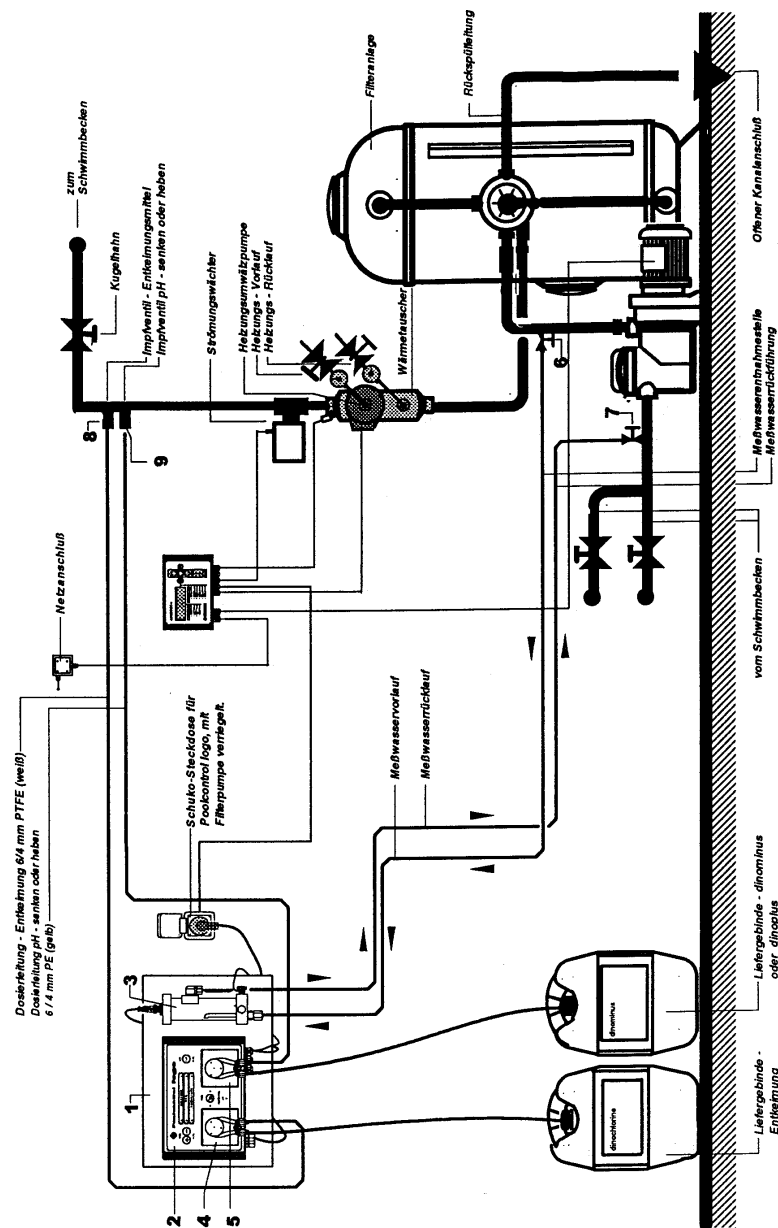 Dosierleitung - Entkeimung 6/4 mm PTFE (weiß)
Dosierleitung pH - senken oder heben
6 / 4 mm PE (gelb)
Netzanschluß
zum
Schwimmbecken
Kugelhahn
Impfventil - Entkeimungsmittel
Impfventil pH - senken oder heben
8
9
Strömungswächter
Heizungsumwälzpumpe
Heizungs - Vorlauf
Heizungs - Rücklauf
Wärmetauscher
Filteranlage
Rückspülleitung
Schuko-Steckdose für
Poolcontrol logo, mit
Filterpumpe verriegelt.
1
2
3
4
5
6
7
Meßwasservorlauf
Meßwasserrücklauf
dinochlorine
dinominus
Liefergebinde -
Entkeimung
Liefergebinde - dinominus
oder dinoplus
vom Schwimmbecken
Meßwasserentnahmestelle
Meßwasserrückführung
Offener Kanalanschluß